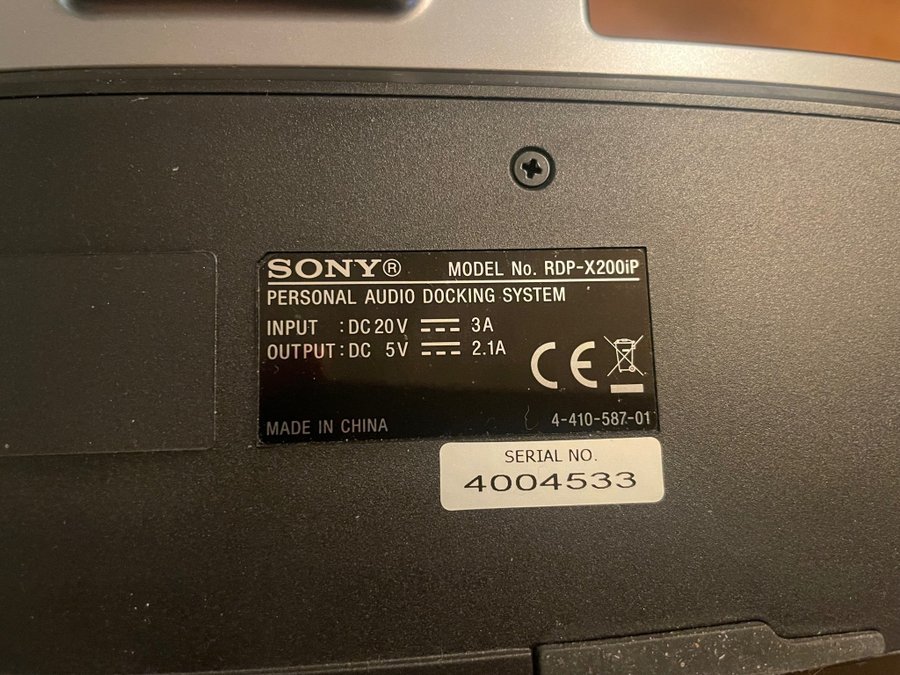 SONY® MODEL No. RDP-X200iP
PERSONAL AUDIO DOCKING SYSTEM
INPUT : DC 20 V ⎓ 3A
OUTPUT : DC 5V ⎓ 2.1A
CE
MADE IN CHINA 4-410-587-01
SERIAL NO.
4004533